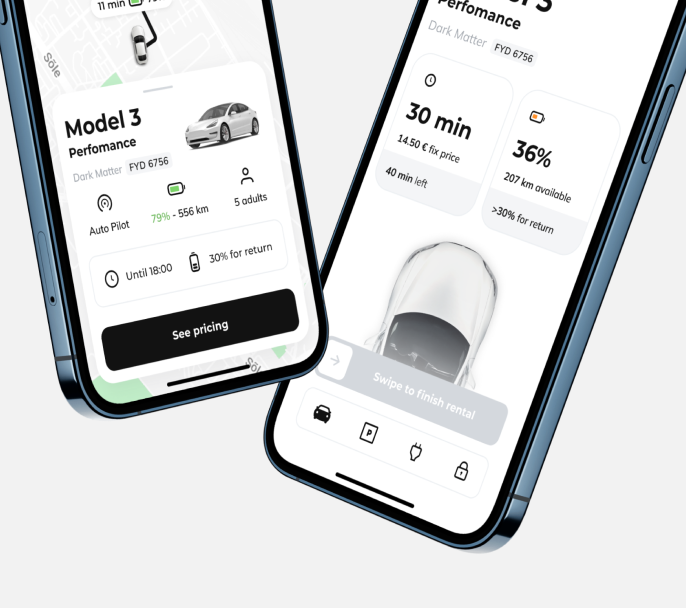 11 min
Söle
Model 3
Perfomance
Dark Matter FYD 6756
Auto Pilot
79% - 556 km
5 adults
Until 18:00
30% for return
See pricing
Perfomance
Dark Matter FYD 6756
30 min
14.50 € fix price
40 min left
36%
207 km available
>30% for return
Swipe to finish rental
P